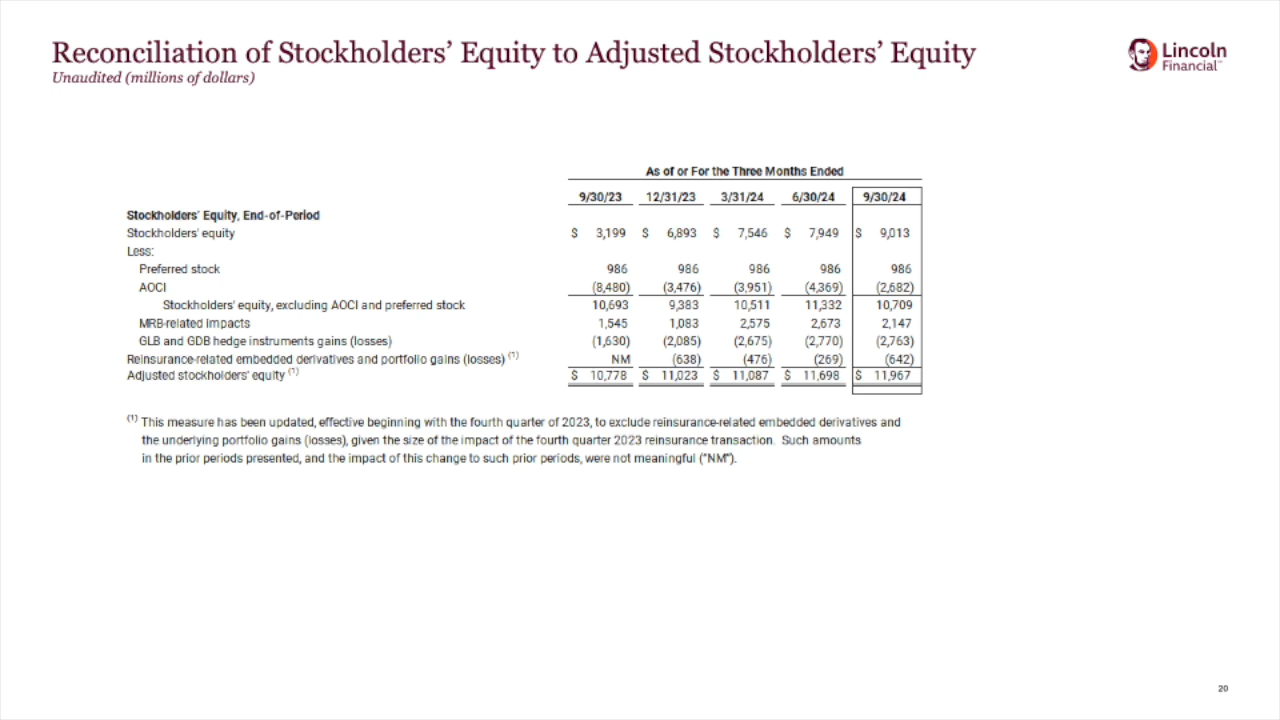 Reconciliation of Stockholders’ Equity to Adjusted Stockholders’ Equity
Unaudited (millions of dollars)
Lincoln
Financial℠
As of or For the Three Months Ended
9/30/23 12/31/23 3/31/24 6/30/24 9/30/24
Stockholders’ Equity, End-of-Period
Stockholders’ equity $ 3,199 $ 6,893 $ 7,546 $ 7,949 $ 9,013
Less:
Preferred stock 986 986 986 986 986
AOCI (8,480) (3,476) (3,951) (4,369) (2,682)
Stockholders’ equity, excluding AOCI and preferred stock 10,693 9,383 10,511 11,332 10,709
MRB-related impacts 1,545 1,083 2,575 2,673 2,147
GLB and GDB hedge instruments gains (losses) (1,630) (2,085) (2,675) (2,770) (2,763)
Reinsurance-related embedded derivatives and portfolio gains (losses) (1) NM (638) (476) (269) (642)
Adjusted stockholders’ equity (1) $ 10,778 $ 11,023 $ 11,087 $ 11,698 $ 11,967
(1) This measure has been updated, effective beginning with the fourth quarter of 2023, to exclude reinsurance-related embedded derivatives and
the underlying portfolio gains (losses), given the size of the impact of the fourth quarter 2023 reinsurance transaction. Such amounts
in the prior periods presented, and the impact of this change to such prior periods, were not meaningful (“NM”).
20